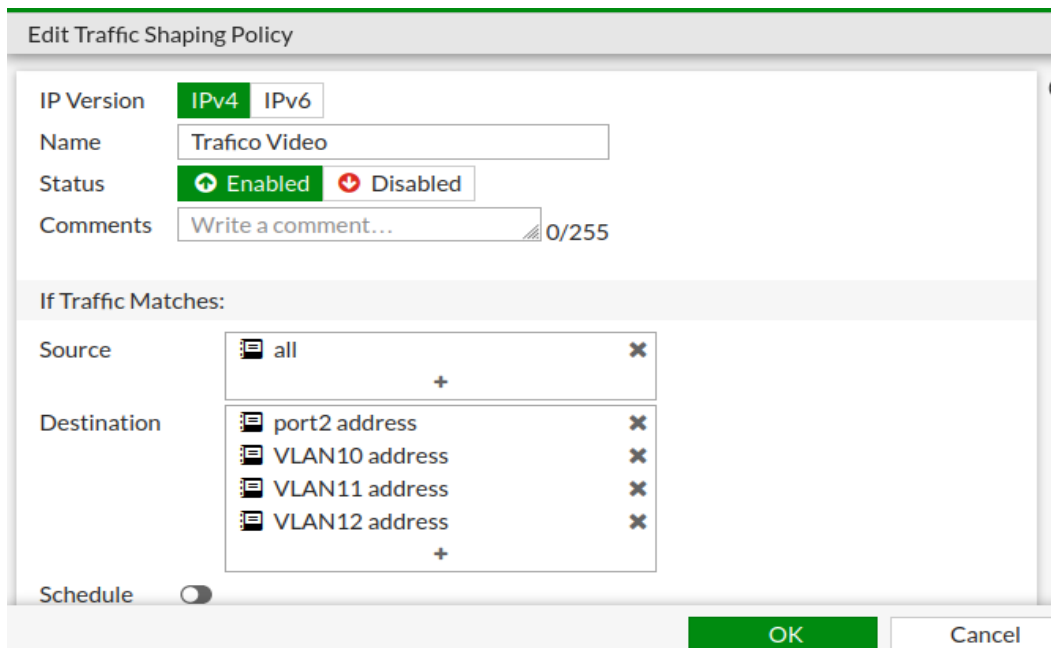 Edit Traffic Shaping Policy
IP Version IPv4 IPv6
Name Trafico Video
Status Enabled Disabled
Comments Write a comment... 0/255
If Traffic Matches:
Source all
+
Destination port2 address
VLAN10 address
VLAN11 address
VLAN12 address
+
Schedule
OK Cancel